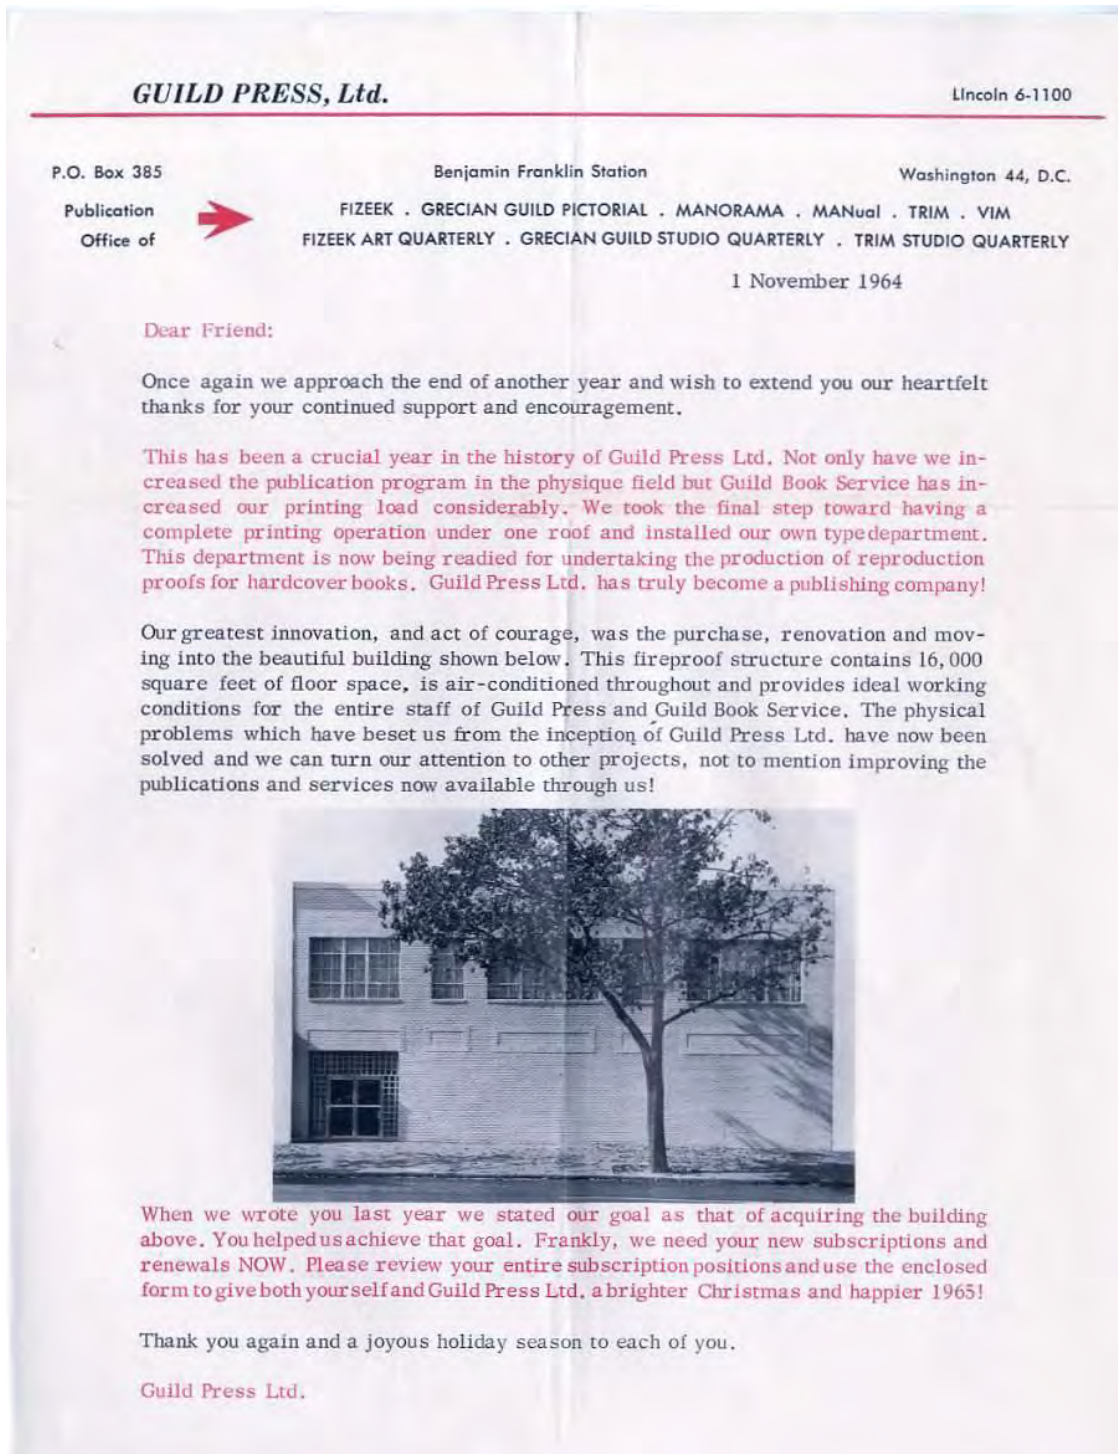 GUILD PRESS, Ltd.
LIncoln 6-1100
P.O. Box 385 Benjamin Franklin Station Washington 44, D.C.
Publication FIZEEK . GRECIAN GUILD PICTORIAL . MANORAMA . MANual . TRIM . VIM
Office of FIZEEK ART QUARTERLY . GRECIAN GUILD STUDIO QUARTERLY . TRIM STUDIO QUARTERLY
1 November 1964
Dear Friend:
Once again we approach the end of another year and wish to extend you our heartfelt
thanks for your continued support and encouragement.
This has been a crucial year in the history of Guild Press Ltd. Not only have we in-
creased the publication program in the physique field but Guild Book Service has in-
creased our printing load considerably. We took the final step toward having a
complete printing operation under one roof and installed our own type department.
This department is now being readied for undertaking the production of reproduction
proofs for hardcover books. Guild Press Ltd. has truly become a publishing company!
Our greatest innovation, and act of courage, was the purchase, renovation and mov-
ing into the beautiful building shown below. This fireproof structure contains 16,000
square feet of floor space, is air-conditioned throughout and provides ideal working
conditions for the entire staff of Guild Press and Guild Book Service. The physical
problems which have beset us from the inception of Guild Press Ltd. have now been
solved and we can turn our attention to other projects, not to mention improving the
publications and services now available through us!
When we wrote you last year we stated our goal as that of acquiring the building
above. You helped us achieve that goal. Frankly, we need your new subscriptions and
renewals NOW. Please review your entire subscription positions and use the enclosed
form to give both yourself and Guild Press Ltd. a brighter Christmas and happier 1965!
Thank you again and a joyous holiday season to each of you.
Guild Press Ltd.